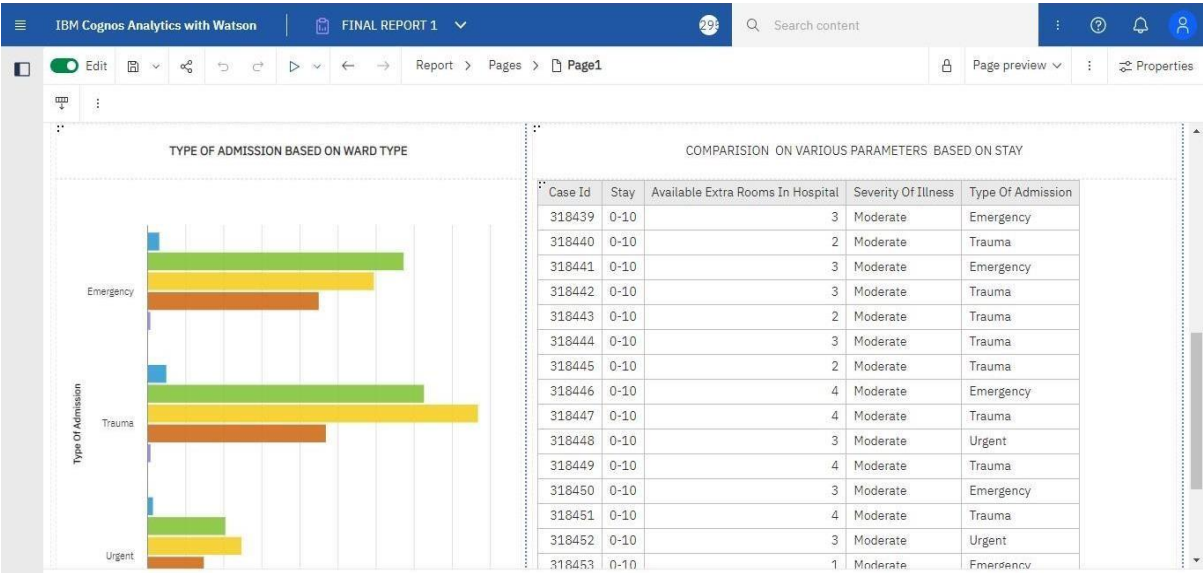 IBM Cognos Analytics with Watson FINAL REPORT 1 Search content
Edit Report > Pages > Page1 Page preview Properties
TYPE OF ADMISSION BASED ON WARD TYPE
Emergency
Trauma
Urgent
Type Of Admission
COMPARISION ON VARIOUS PARAMETERS BASED ON STAY
Case Id Stay Available Extra Rooms In Hospital Severity Of Illness Type Of Admission
318439 0-10 3 Moderate Emergency
318440 0-10 2 Moderate Trauma
318441 0-10 3 Moderate Emergency
318442 0-10 3 Moderate Trauma
318443 0-10 2 Moderate Trauma
318444 0-10 3 Moderate Trauma
318445 0-10 2 Moderate Trauma
318446 0-10 4 Moderate Emergency
318447 0-10 4 Moderate Trauma
318448 0-10 3 Moderate Urgent
318449 0-10 4 Moderate Trauma
318450 0-10 3 Moderate Emergency
318451 0-10 4 Moderate Trauma
318452 0-10 3 Moderate Urgent
318453 0-10 1 Moderate Emergency